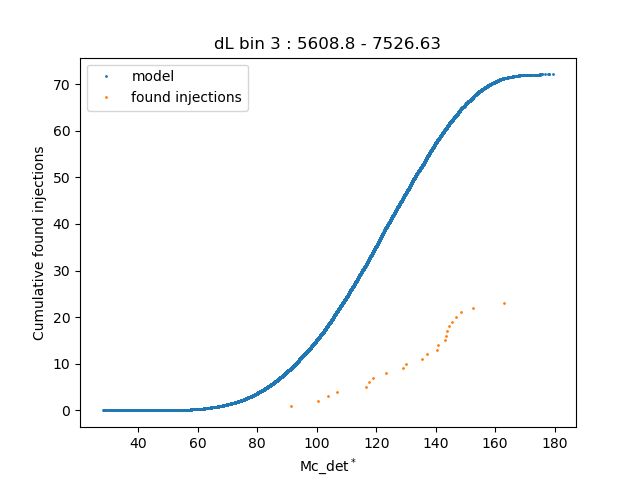 dL bin 3 : 5608.8 - 7526.63
model
found injections
Cumulative found injections
70
60
50
40
30
20
10
0
40 60 80 100 120 140 160 180
Mc_det*